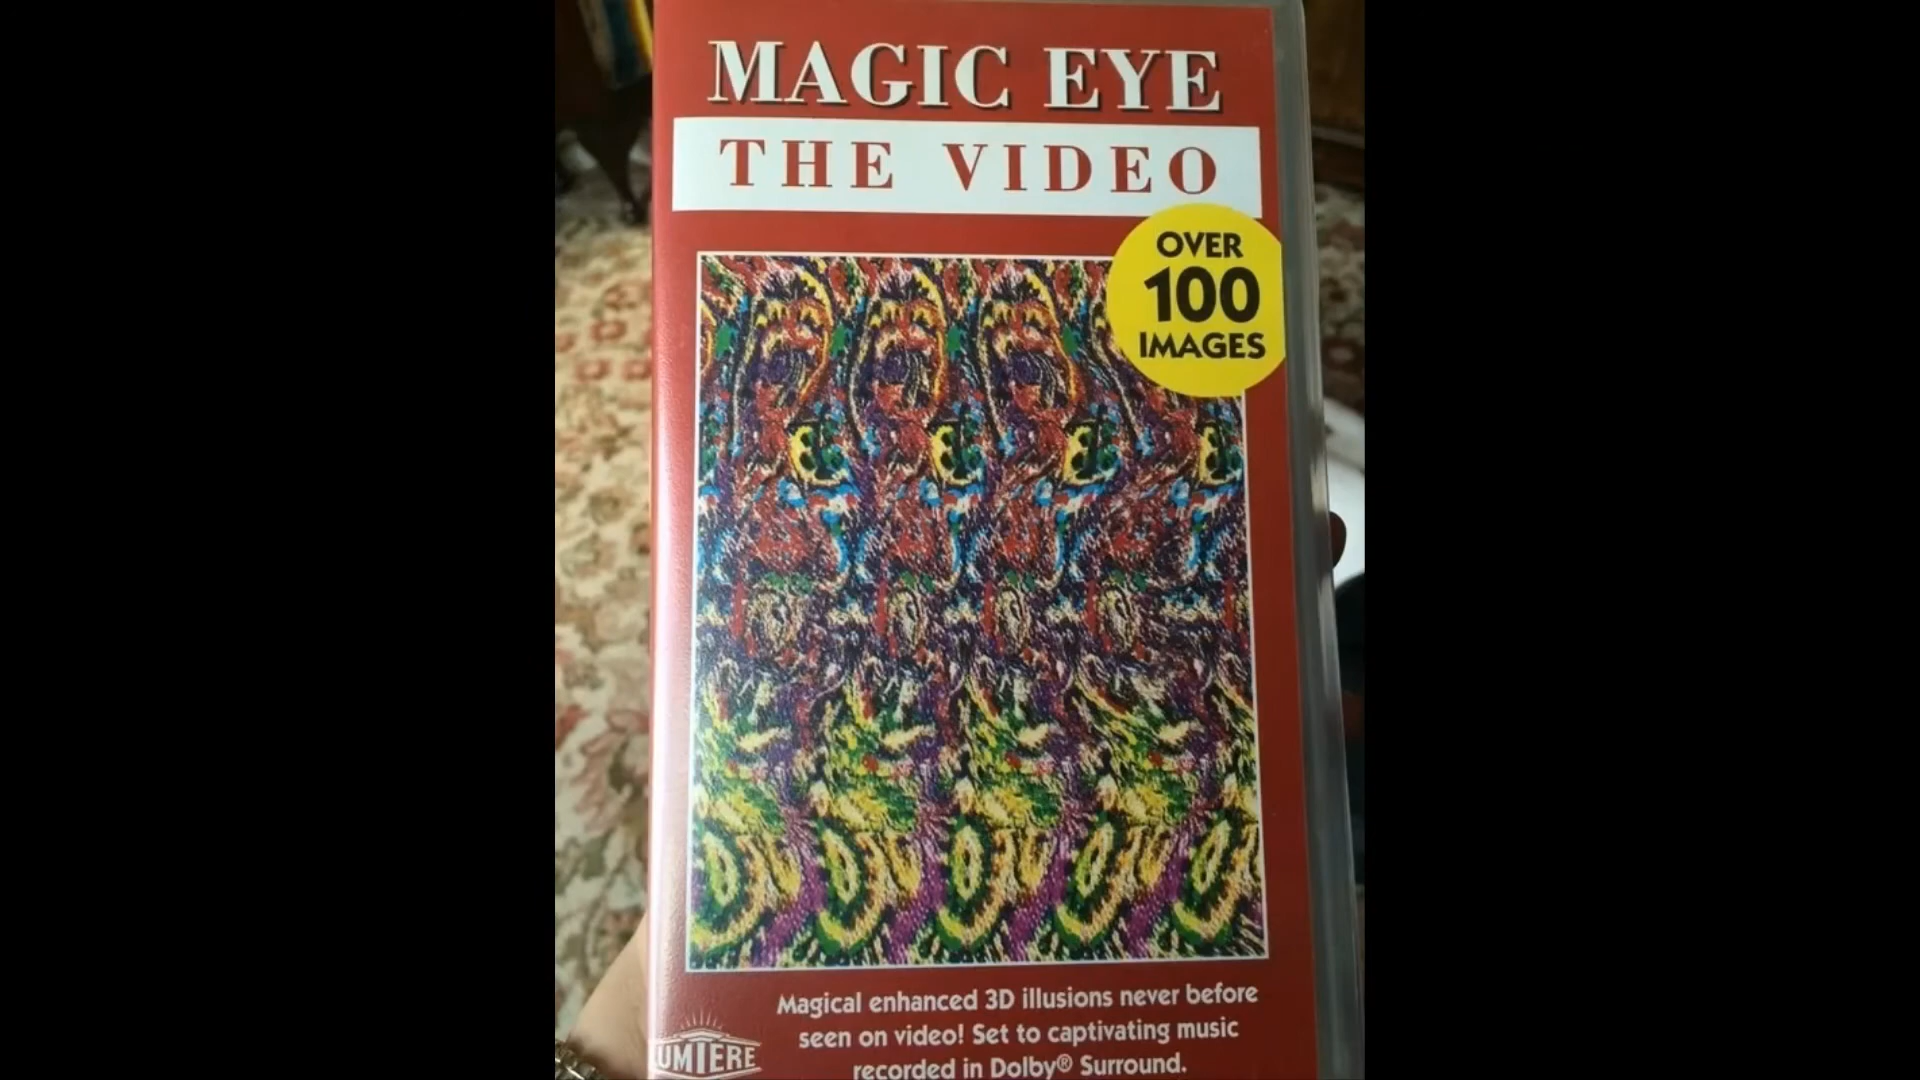 MAGIC EYE
THE VIDEO
OVER
100
IMAGES
Magical enhanced 3D illusions never before
seen on video! Set to captivating music
recorded in Dolby® Surround.
UMIERE